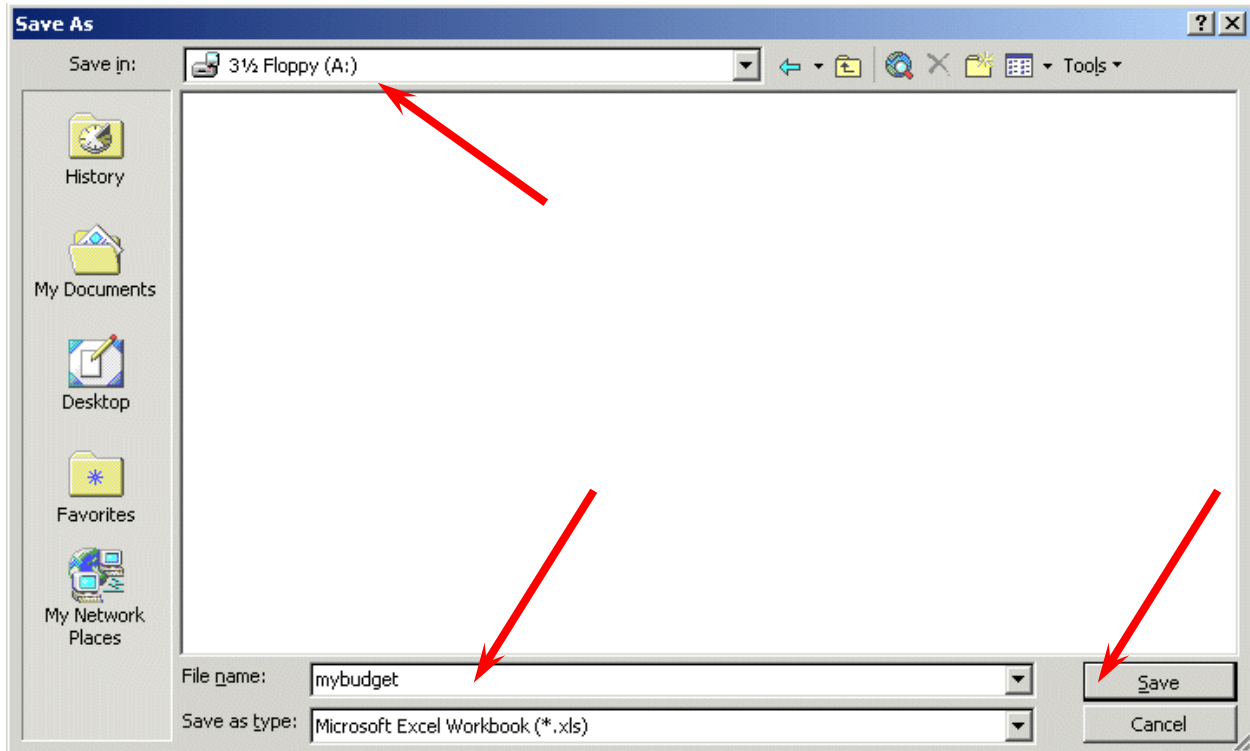 Save As
Save in:
3½ Floppy (A:)
Tools
History
My Documents
Desktop
Favorites
My Network
Places
File name:
mybudget
Save
Save as type:
Microsoft Excel Workbook (*.xls)
Cancel